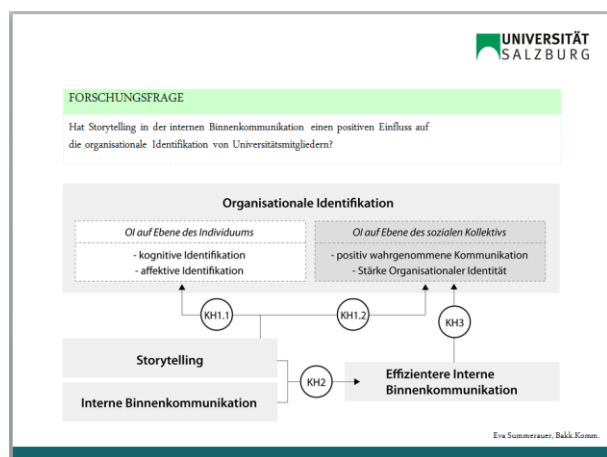 UNIVERSITÄT
SALZBURG
FORSCHUNGSFRAGE
Hat Storytelling in der internen Binnenkommunikation einen positiven Einfluss auf
die organisationale Identifikation von Universitätsmitgliedern?
Organisationale Identifikation
OI auf Ebene des Individuums
- kognitive Identifikation
- affektive Identifikation
OI auf Ebene des sozialen Kollektivs
- positiv wahrgenommene Kommunikation
- Stärke Organisationaler Identität
KH1.1
KH1.2
KH3
Storytelling
Interne Binnenkommunikation
KH2
Effizientere Interne
Binnenkommunikation
Eva Summerauer, Bakk.Komm.